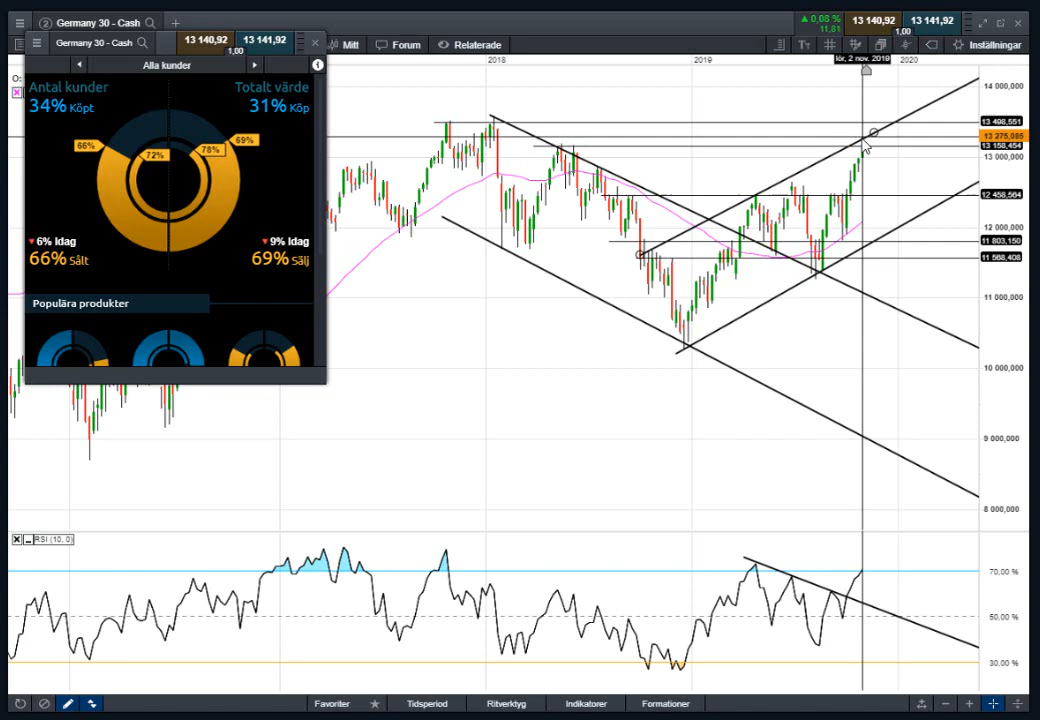 2 Germany 30 - Cash
0,08 %
11,81
13 140,92
13 141,92
1,00
Germany 30 - Cash
13 140,92
13 141,92
1,00
Mitt
Forum
Relaterade
Inställningar
Alla kunder
2018
2019
lör, 2 nov. 2019
2020
Antal kunder
Totalt värde
34% Köpt
31% Köp
66%
72%
78%
69%
6% Idag
9% Idag
66% Sålt
69% Sälj
Populära produkter
14 000,000
13 498,551
13 275,085
13 158,454
13 000,000
12 458,564
12 000,000
11 803,150
11 568,408
11 000,000
10 000,000
9 000,000
8 000,000
RSI (10, 0)
70,00 %
50,00 %
30,00 %
Favoriter
Tidsperiod
Ritverktyg
Indikatorer
Formationer